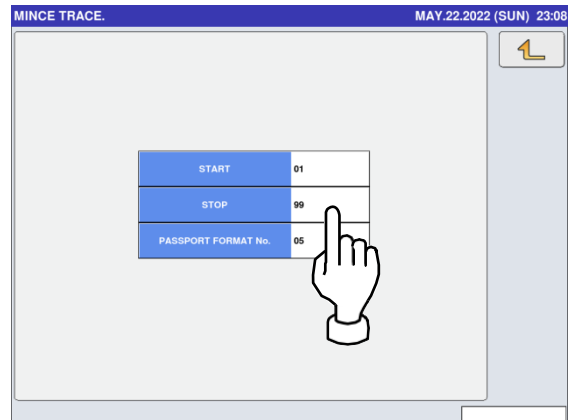 MINCE TRACE. MAY.22.2022 (SUN) 23:08
START 01
STOP 99
PASSPORT FORMAT No. 05